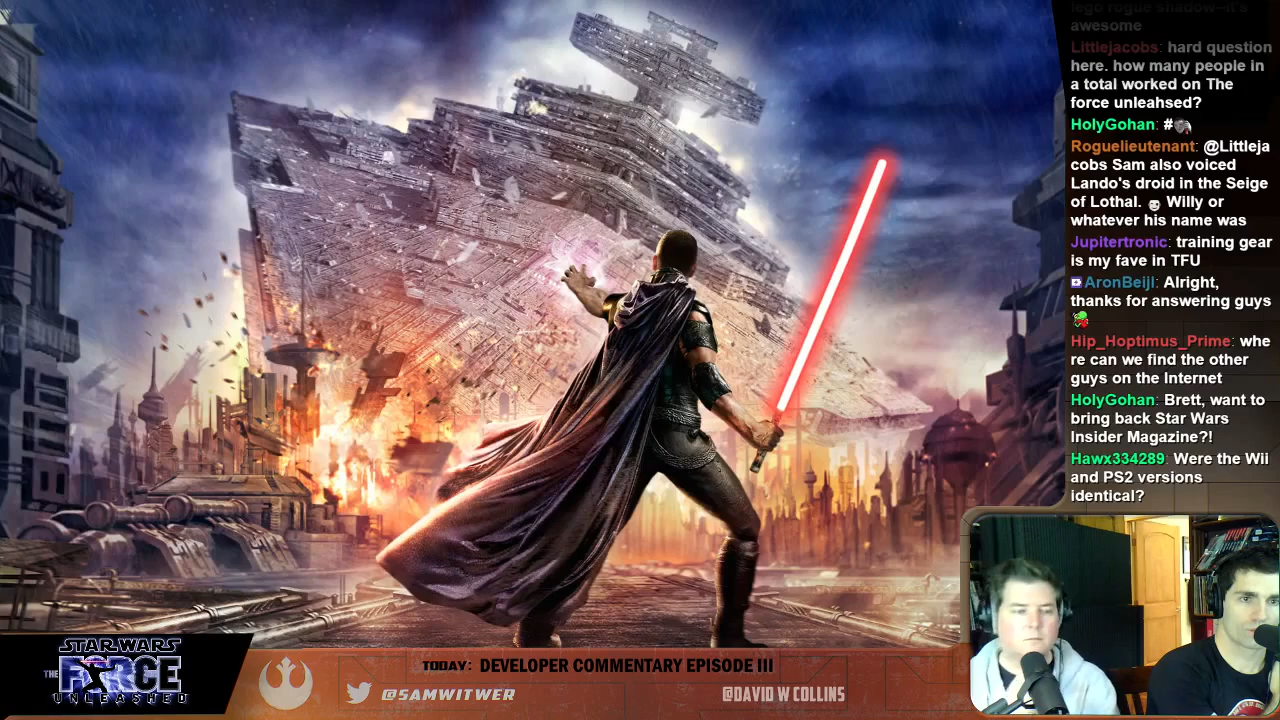 lego rogue shadow--it's
awesome
Littlejacobs: hard question
here. how many people in
a total worked on The
force unleahsed?
HolyGohan: #
Roguelieutenant: @Littleja
cobs Sam also voiced
Lando's droid in the Seige
of Lothal. Willy or
whatever his name was
Jupitertronic: training gear
is my fave in TFU
AronBeijl: Alright,
thanks for answering guys
Hip_Hoptimus_Prime: whe
re can we find the other
guys on the Internet
HolyGohan: Brett, want to
bring back Star Wars
Insider Magazine?!
Hawx334289: Were the Wii
and PS2 versions
identical?
STAR WARS
THE FORCE
UNLEASHED
TODAY: DEVELOPER COMMENTARY EPISODE III
@SAMWITWER
@DAVID W COLLINS